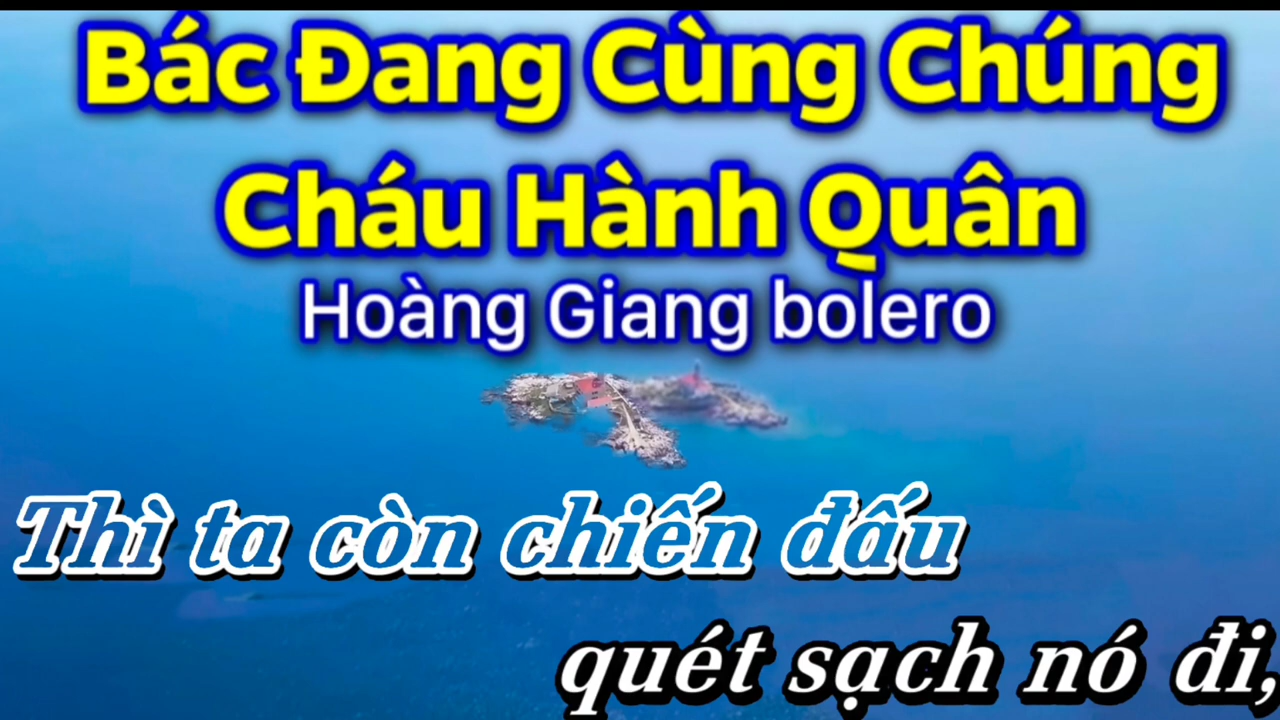 Bác Đang Cùng Chúng
Cháu Hành Quân
Hoàng Giang bolero
Thì ta còn chiến đấu
quét sạch nó đi,